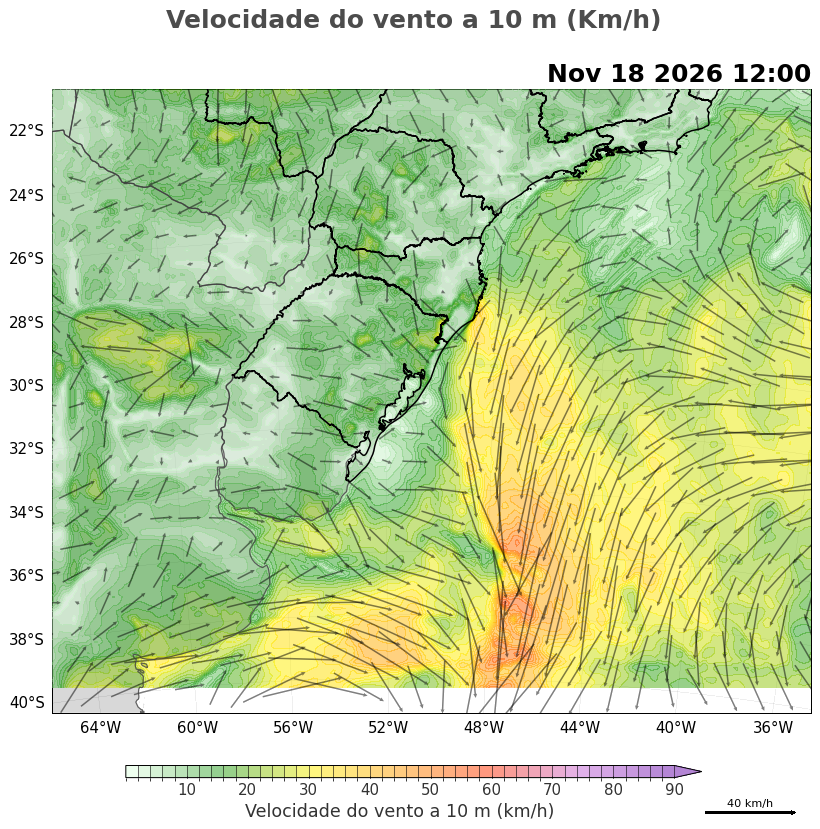 Velocidade do vento a 10 m (Km/h)
Nov 18 2026 12:00
22°S
24°S
26°S
28°S
30°S
32°S
34°S
36°S
38°S
40°S
64°W 60°W 56°W 52°W 48°W 44°W 40°W 36°W
10 20 30 40 50 60 70 80 90
Velocidade do vento a 10 m (km/h)
40 km/h